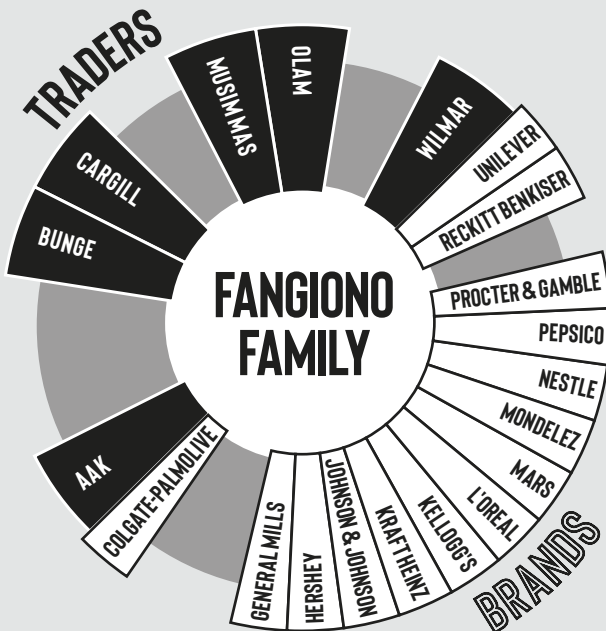 TRADERS
AAK
BUNGE
CARGILL
MUSIM MAS
OLAM
WILMAR
UNILEVER
RECKITT BENKISER
PROCTER & GAMBLE
PEPSICO
NESTLE
MONDELEZ
MARS
L'OREAL
KELLOGG'S
KRAFT HEINZ
JOHNSON & JOHNSON
HERSHEY
GENERAL MILLS
COLGATE-PALMOLIVE
BRANDS
FANGIONO
FAMILY